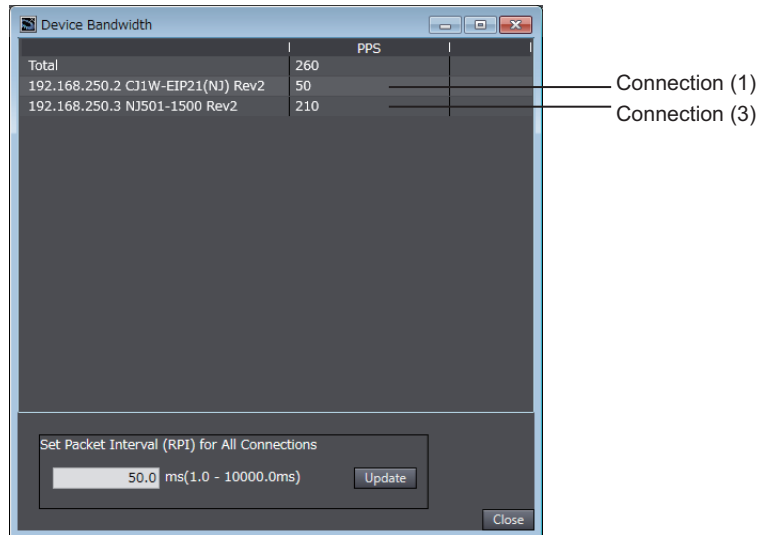 Device Bandwidth
PPS
Total 260
192.168.250.2 CJ1W-EIP21(NJ) Rev2 50
Connection (1)
192.168.250.3 NJ501-1500 Rev2 210
Connection (3)
Set Packet Interval (RPI) for All Connections
50.0 ms(1.0 - 10000.0ms) Update
Close